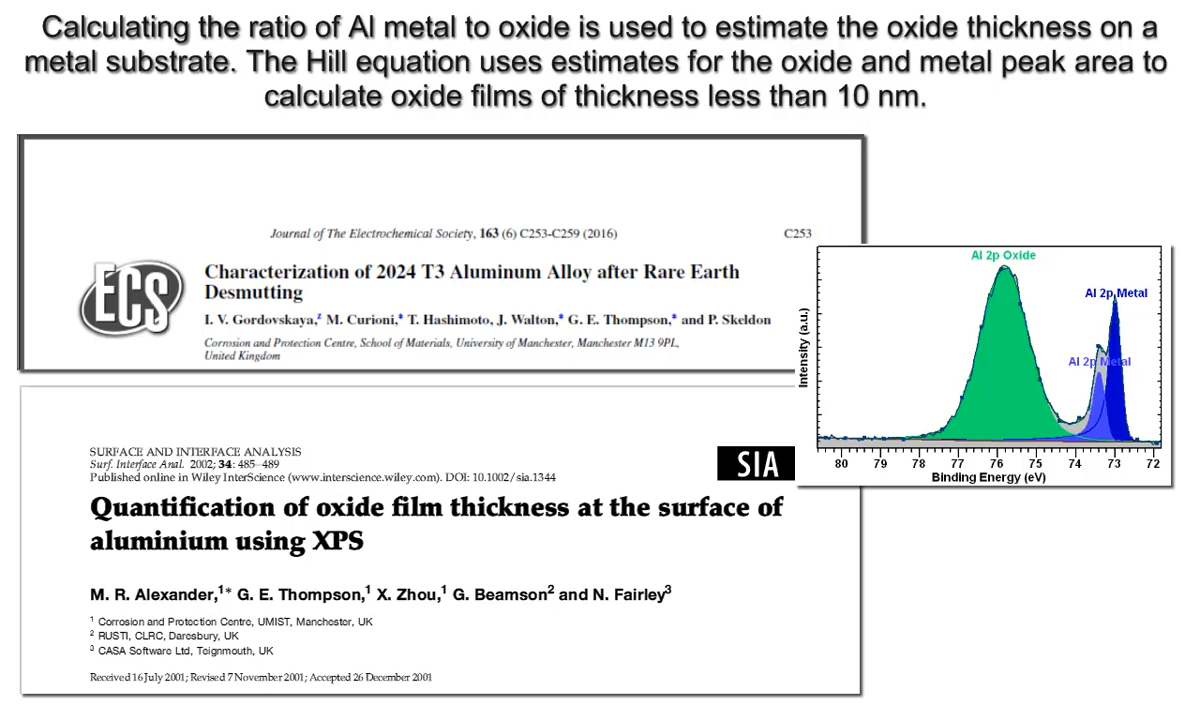 Calculating the ratio of Al metal to oxide is used to estimate the oxide thickness on a
metal substrate. The Hill equation uses estimates for the oxide and metal peak area to
calculate oxide films of thickness less than 10 nm.
Journal of The Electrochemical Society, 163 (6) C253-C259 (2016)
C253
ECS
Characterization of 2024 T3 Aluminum Alloy after Rare Earth
Desmutting
I. V. Gordovskaya,ᶻ M. Curioni,* T. Hashimoto, J. Walton,* G. E. Thompson,* and P. Skeldon
Corrosion and Protection Centre, School of Materials, University of Manchester, Manchester M13 9PL,
United Kingdom
Al 2p Oxide
Al 2p Metal
Al 2p Metal
Intensity (a.u.)
80 79 78 77 76 75 74 73 72
Binding Energy (eV)
SURFACE AND INTERFACE ANALYSIS
Surf. Interface Anal. 2002; 34: 485–489
Published online in Wiley InterScience (www.interscience.wiley.com). DOI: 10.1002/sia.1344
SIA
Quantification of oxide film thickness at the surface of
aluminium using XPS
M. R. Alexander,¹* G. E. Thompson,¹ X. Zhou,¹ G. Beamson² and N. Fairley³
¹ Corrosion and Protection Centre, UMIST, Manchester, UK
² RUSTI, CLRC, Daresbury, UK
³ CASA Software Ltd, Teignmouth, UK
Received 16 July 2001; Revised 7 November 2001; Accepted 26 December 2001